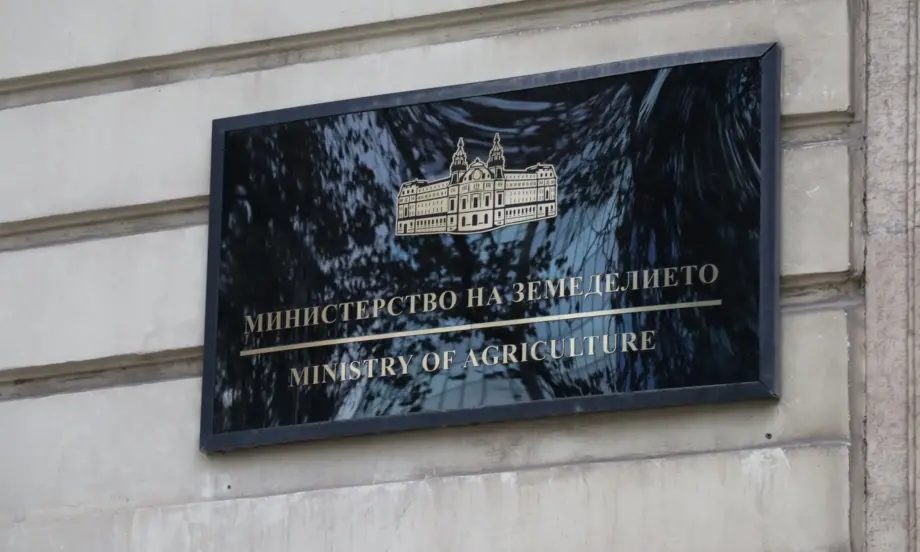 МИНИСТЕРСТВО НА ЗЕМЕДЕЛИЕТО
MINISTRY OF AGRICULTURE